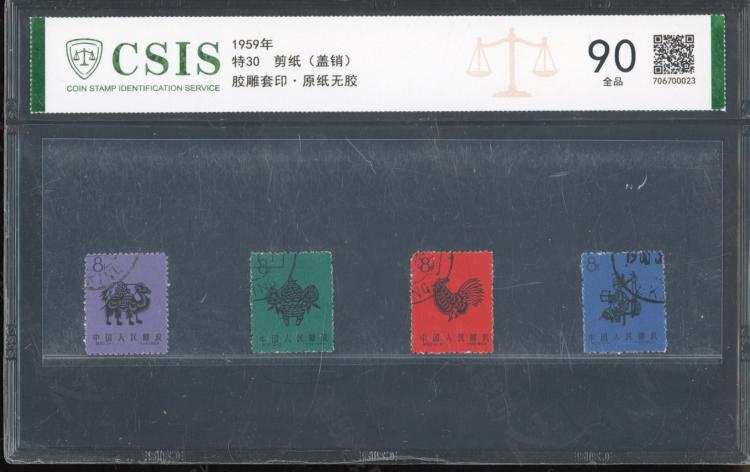 CSIS
COIN STAMP IDENTIFICATION SERVICE
1959年
特30 剪纸（盖销）
胶雕套印·原纸无胶
90
全品
706700023
8
中国人民邮政
8
中国人民邮政
8
中国人民邮政
8
中国人民邮政